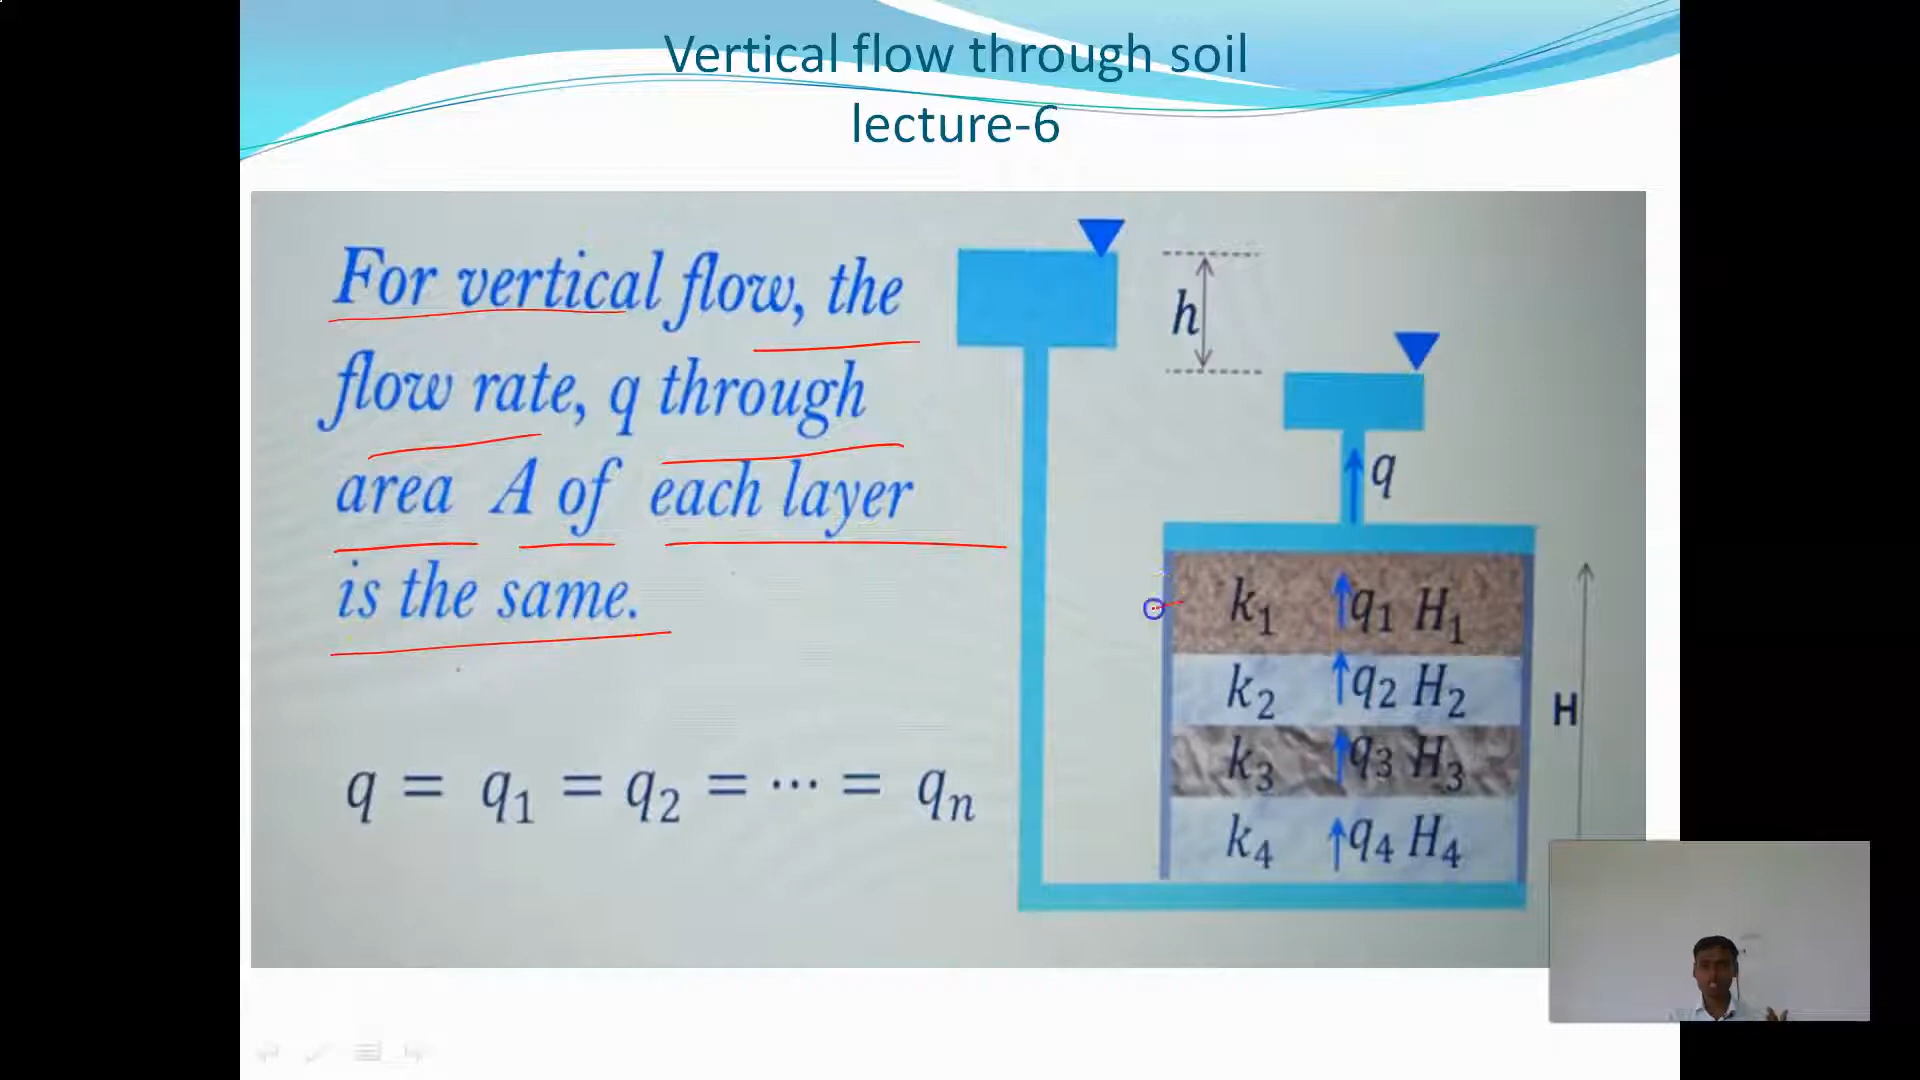 Vertical flow through soil
lecture-6
For vertical flow, the
flow rate, q through
area A of each layer
is the same.
q = q1 = q2 = ··· = qn
h
q
k1 q1 H1
k2 q2 H2
k3 q3 H3
k4 q4 H4
H